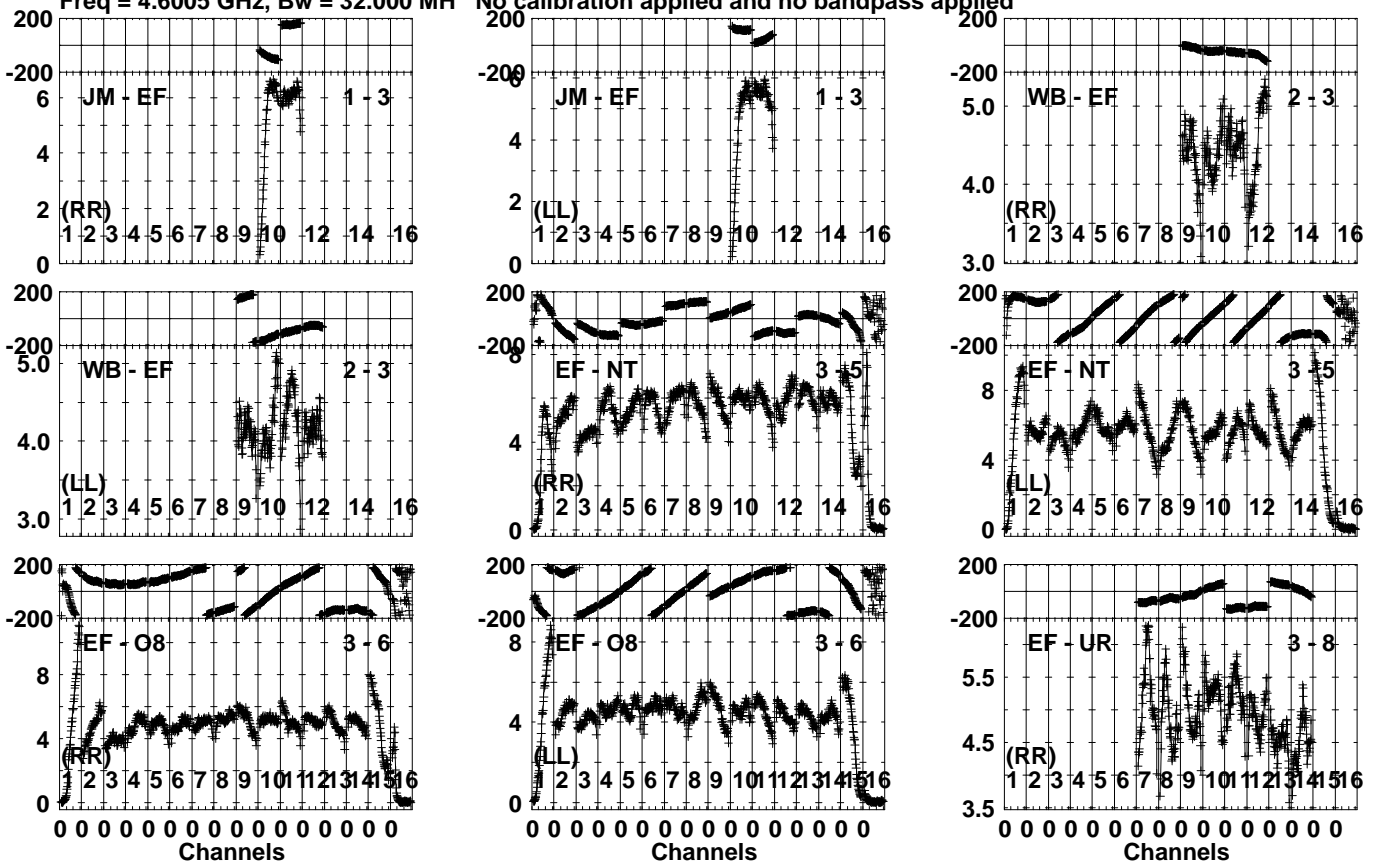 Freq = 4.6005 GHz, Bw = 32.000 MH No calibration applied and no bandpass applied
200 200 200
-200 -200 -200
JM - EF 1 - 3 JM - EF 1 - 3 WB - EF 2 - 3
6 6 5.0
4 4 4.0
2 2
(RR) (LL) (RR)
1 2 3 4 5 6 7 8 9 10 12 14 16 1 2 3 4 5 6 7 8 9 10 12 14 16 1 2 3 4 5 6 7 8 9 10 12 14 16
0 0 3.0
200 200 200
-200 -200 -200
5.0 8
WB - EF 2 - 3 EF - NT 3 - 5 EF - NT 3 - 5
8
4.0 4 4
(LL) (RR) (LL)
1 2 3 4 5 6 7 8 9 10 12 14 16 1 2 3 4 5 6 7 8 9 10 12 14 16 1 2 3 4 5 6 7 8 9 10 12 14 16
3.0 0 0
200 200 200
-200 -200 -200
EF - O8 3 - 6 EF - O8 3 - 6 EF - UR 3 - 8
8 8 5.5
4 4 4.5
(RR) (LL) (RR)
1 2 3 4 5 6 7 8 9 10 11 12 13 14 15 16 1 2 3 4 5 6 7 8 9 10 11 12 13 14 15 16 1 2 3 4 5 6 7 8 9 10 12 13 14 15 16
0 0 3.5
0 0 0 0 0 0 0 0 0 0 0 0 0 0 0 0 0 0 0 0 0 0 0 0 0 0 0 0 0 0 0 0 0 0 0 0 0 0 0 0 0 0 0 0 0 0 0 0
Channels Channels Channels